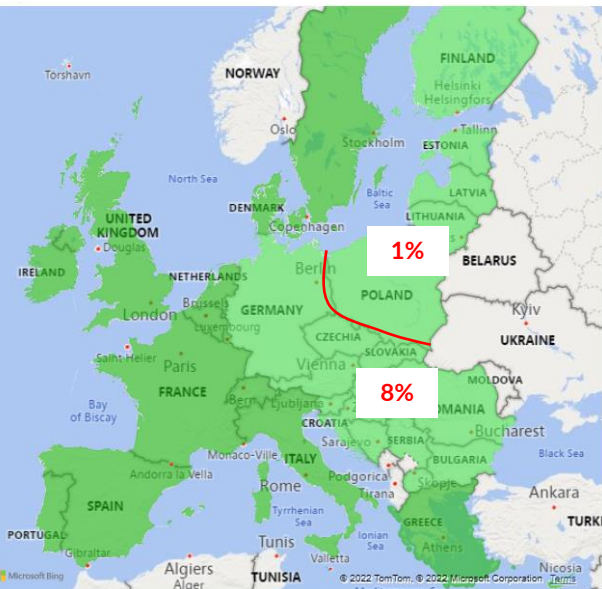 FINLAND
Torshavn
NORWAY
Helsinki
Helsingfors
Oslo
Stockholm
Tallinn
ESTONIA
North Sea
Baltic
Sea
LATVIA
DENMARK
LITHUANIA
UNITED
KINGDOM
Copenhagen
Douglas
1%
BELARUS
IRELAND
NETHERLANDS
Berlin
POLAND
London
Brussels
GERMANY
Kyiv
Luxembourg
CZECHIA
UKRAINE
Saint Helier
Paris
Vienna
SLOVAKIA
MOLDOVA
FRANCE
Bern
8%
Bay
of Biscay
Ljubljana
OMANIA
CROATIA
Bucharest
Monaco-Ville
ITALY
Sarajevo
SERBIA
Black Sea
Andorra la Vella
BULGARIA
Rome
Podgorica
Skopje
SPAIN
Tirana
Ankara
Tyrrhenian
Sea
PORTUGAL
GREECE
TURKI
Ionian
Sea
Athens
Gibraltar
Tunis
Valletta
Algiers
Alger
TUNISIA
Nicosia
Microsoft Bing
© 2022 TomTom, © 2022 Microsoft Corporation Terms